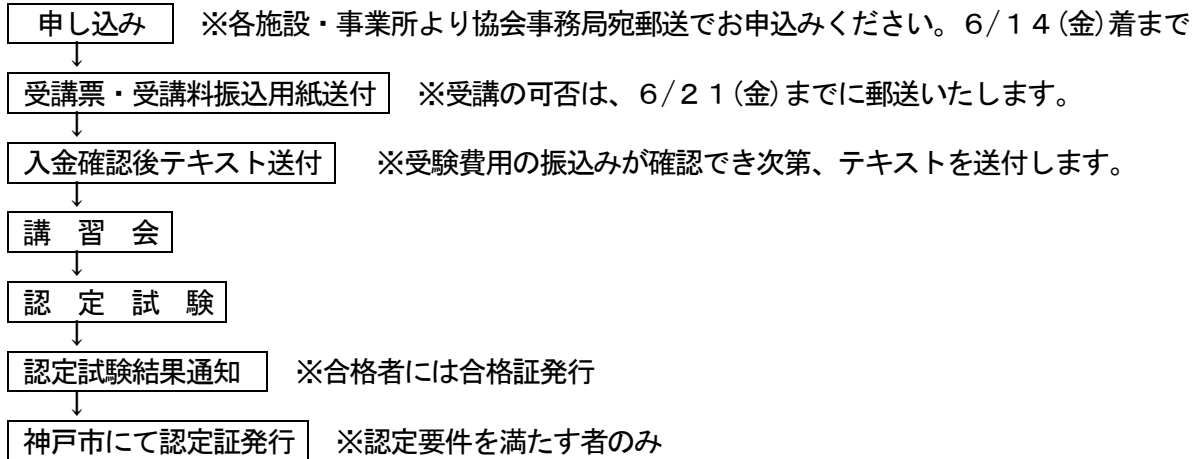 申し込み ※各施設・事業所より協会事務局宛郵送でお申込みください。６/１４(金)着まで
↓
受講票・受講料振込用紙送付 ※受講の可否は、６/２１(金)までに郵送いたします。
↓
入金確認後テキスト送付 ※受験費用の振込みが確認でき次第、テキストを送付します。
↓
講　習　会
↓
認　定　試　験
↓
認定試験結果通知 ※合格者には合格証発行
↓
神戸市にて認定証発行 ※認定要件を満たす者のみ